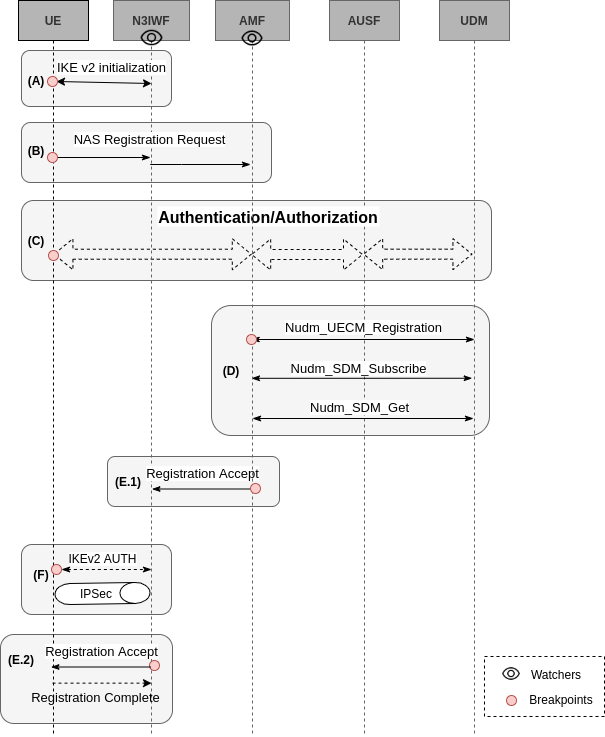 UE
N3IWF
AMF
AUSF
UDM
IKE v2 initialization
(A)
NAS Registration Request
(B)
Authentication/Authorization
(C)
Nudm_UECM_Registration
Nudm_SDM_Subscribe
(D)
Nudm_SDM_Get
Registration Accept
(E.1)
IKEv2 AUTH
(F)
IPSec
Registration Accept
(E.2)
Registration Complete
Watchers
Breakpoints